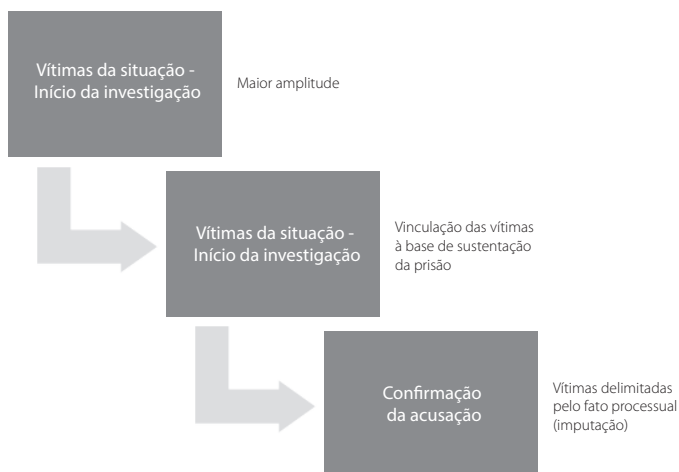 Vítimas da situação -
Início da investigação
Maior amplitude
Vítimas da situação -
Início da investigação
Vinculação das vítimas
à base de sustentação
da prisão
Confirmação
da acusação
Vítimas delimitadas
pelo fato processual
(imputação)